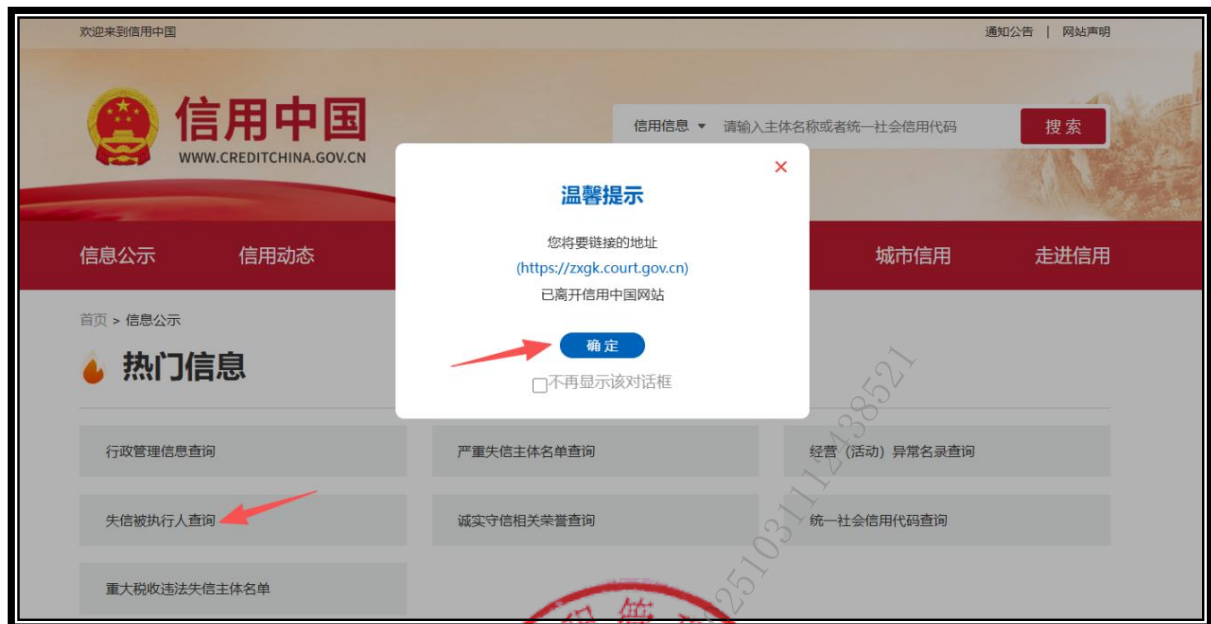 欢迎来到信用中国
通知公告 | 网站声明
信用中国
WWW.CREDITCHINA.GOV.CN
信用信息 请输入主体名称或者统一社会信用代码 搜索
温馨提示
您将要链接的地址
(https://zxgk.court.gov.cn)
已离开信用中国网站
确定
不再显示该对话框
信息公示 信用动态 城市信用 走进信用
首页 > 信息公示
热门信息
行政管理信息查询 严重失信主体名单查询 经营（活动）异常名录查询
失信被执行人查询 诚实守信相关荣誉查询 统一社会信用代码查询
重大税收违法失信主体名单